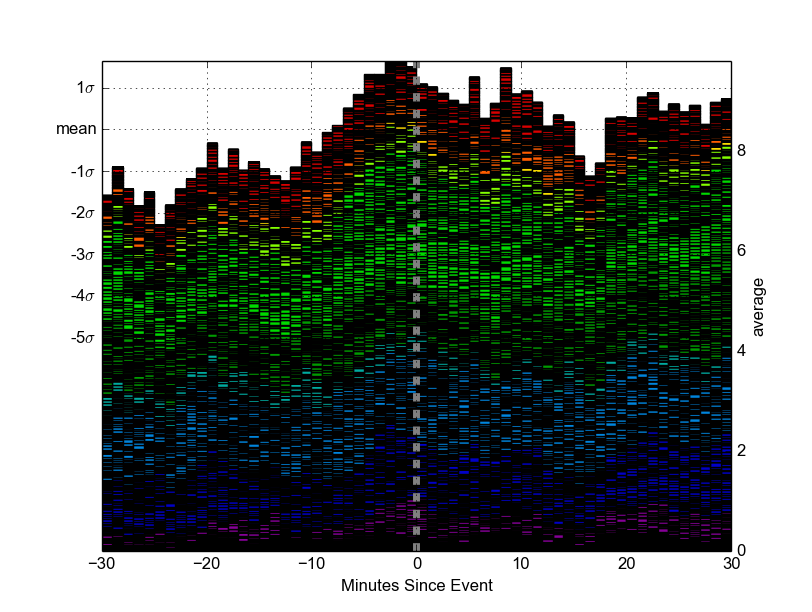 1σ
mean
-1σ
-2σ
-3σ
-4σ
-5σ
8
6
4
2
0
average
−30 −20 −10 0 10 20 30
Minutes Since Event